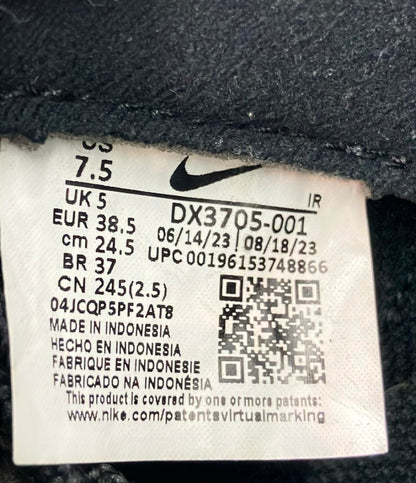 US
7.5
IR
UK 5
DX3705-001
EUR 38.5
06/14/23 | 08/18/23
cm 24.5
UPC 00196153748866
BR 37
CN 245(2.5)
04JCQP5PF2AT8
MADE IN INDONESIA
HECHO EN INDONESIA
FABRIQUE EN INDONESIE
FABRICADO NA INDONÉSIA
This product is covered by one or more patents:
www.nike.com/patentsvirtualmarking